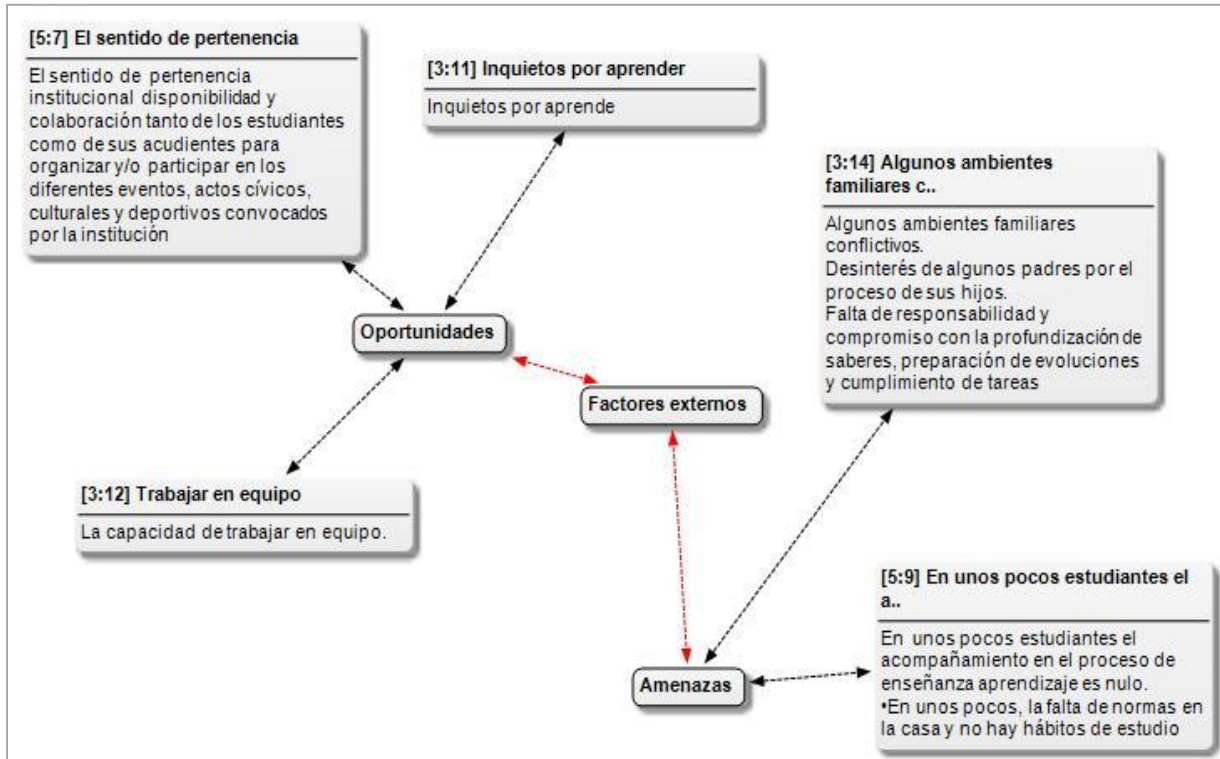 [5:7] El sentido de pertenencia
El sentido de pertenencia
institucional disponibilidad y
colaboración tanto de los estudiantes
como de sus acudientes para
organizar y/o participar en los
diferentes eventos, actos cívicos,
culturales y deportivos convocados
por la institución
[3:11] Inquietos por aprender
Inquietos por aprende
[3:14] Algunos ambientes
familiares c..
Algunos ambientes familiares
conflictivos.
Desinterés de algunos padres por el
proceso de sus hijos.
Falta de responsabilidad y
compromiso con la profundización de
saberes, preparación de evoluciones
y cumplimiento de tareas
Oportunidades
Factores externos
[3:12] Trabajar en equipo
La capacidad de trabajar en equipo.
Amenazas
[5:9] En unos pocos estudiantes el
a..
En unos pocos estudiantes el
acompañamiento en el proceso de
enseñanza aprendizaje es nulo.
•En unos pocos, la falta de normas en
la casa y no hay hábitos de estudio